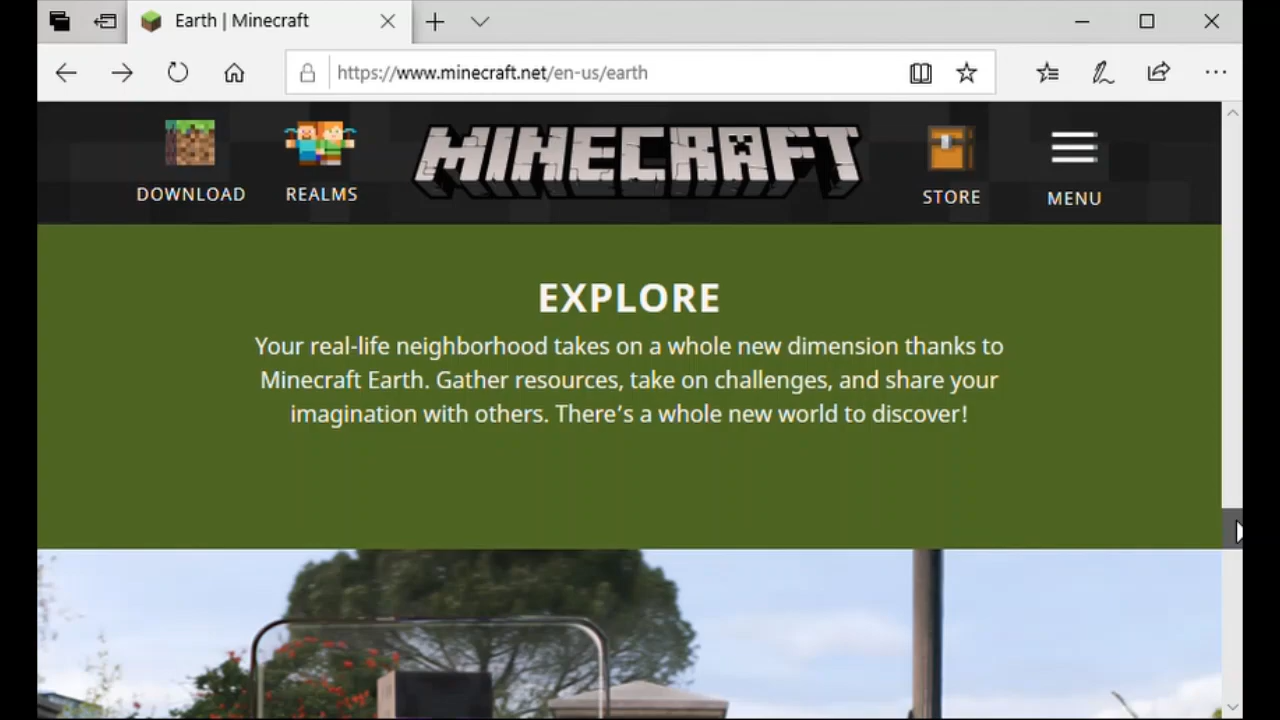 Earth | Minecraft
https://www.minecraft.net/en-us/earth
DOWNLOAD
REALMS
MINECRAFT
STORE
MENU
EXPLORE
Your real-life neighborhood takes on a whole new dimension thanks to
Minecraft Earth. Gather resources, take on challenges, and share your
imagination with others. There’s a whole new world to discover!